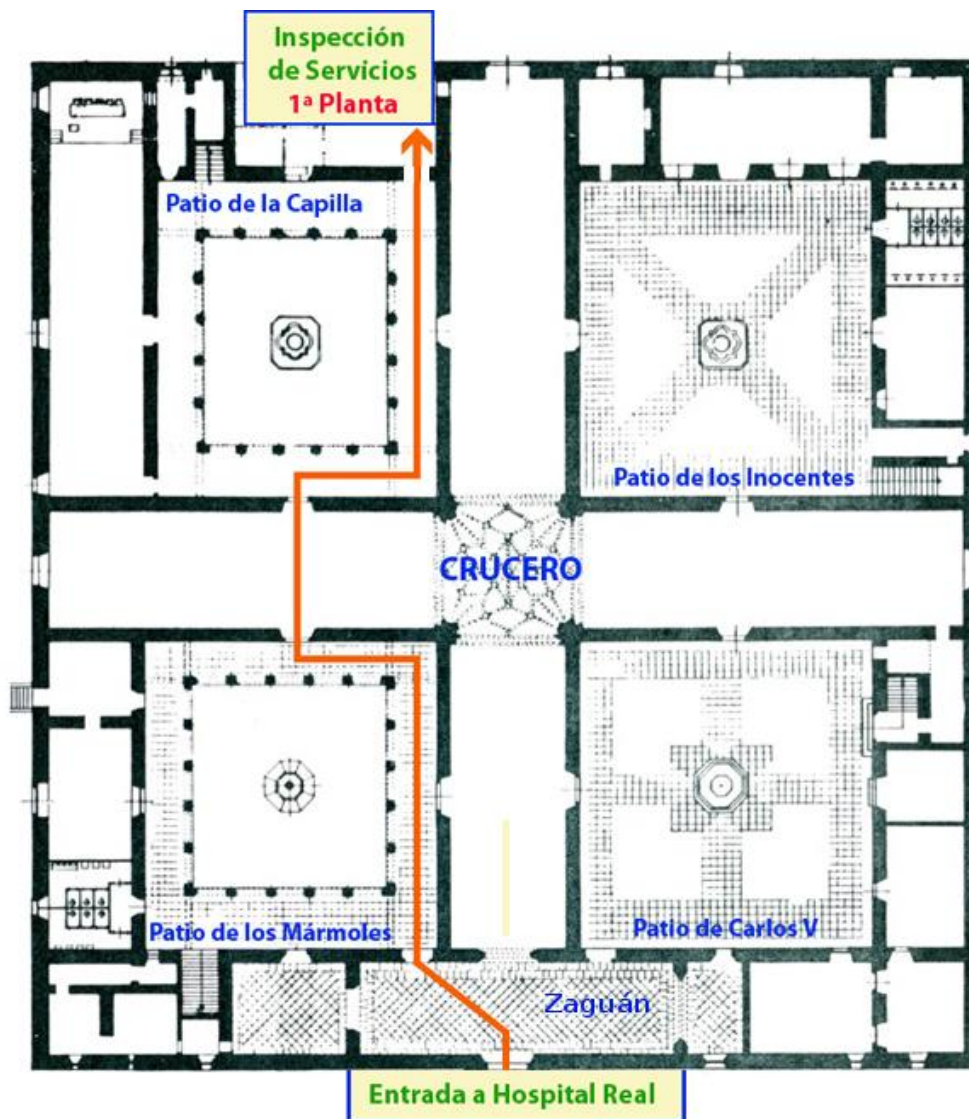 Inspección
de Servicios
1ª Planta
Patio de la Capilla
Patio de los Inocentes
CRUCERO
Patio de los Mármoles
Patio de Carlos V
Zaguán
Entrada a Hospital Real